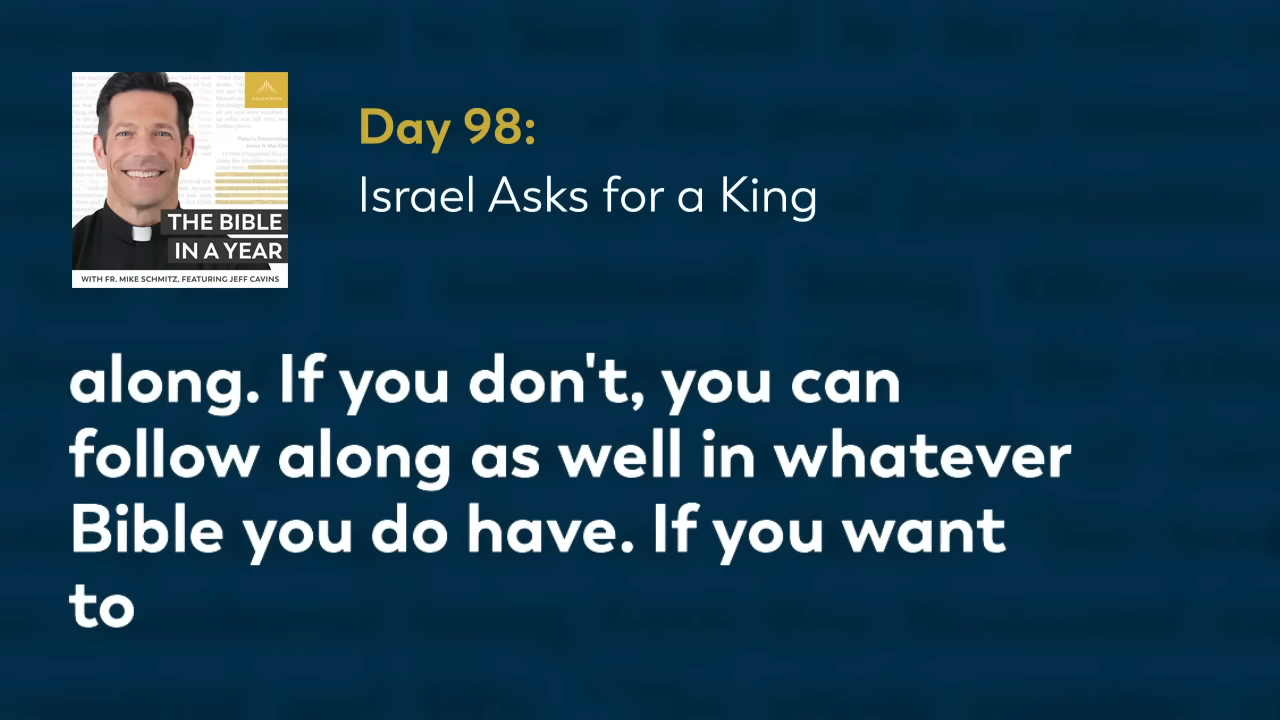 THE BIBLE
IN A YEAR
WITH FR. MIKE SCHMITZ, FEATURING JEFF CAVINS
Day 98:
Israel Asks for a King
along. If you don't, you can
follow along as well in whatever
Bible you do have. If you want
to